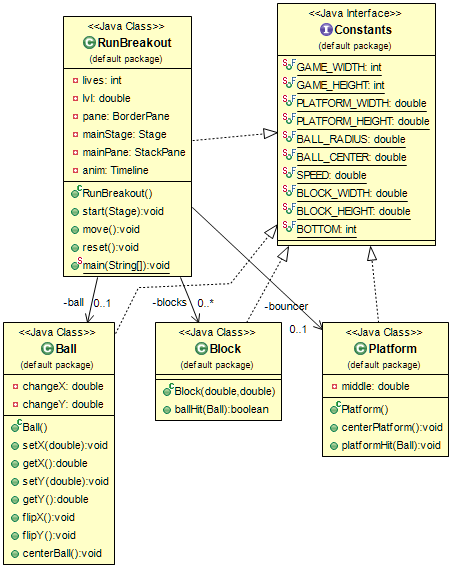 <<Java Class>>
RunBreakout
(default package)
lives: int
lvl: double
pane: BorderPane
mainStage: Stage
mainPane: StackPane
anim: Timeline
RunBreakout()
start(Stage):void
move():void
reset():void
main(String[]):void
<<Java Interface>>
Constants
(default package)
GAME_WIDTH: int
GAME_HEIGHT: int
PLATFORM_WIDTH: double
PLATFORM_HEIGHT: double
BALL_RADIUS: double
BALL_CENTER: double
SPEED: double
BLOCK_WIDTH: double
BLOCK_HEIGHT: double
BOTTOM: int
-ball 0..1
-blocks 0..*
-bouncer 0..1
<<Java Class>>
Ball
(default package)
changeX: double
changeY: double
Ball()
setX(double):void
getX():double
setY(double):void
getY():double
flipX():void
flipY():void
centerBall():void
<<Java Class>>
Block
(default package)
Block(double,double)
ballHit(Ball):boolean
<<Java Class>>
Platform
(default package)
middle: double
Platform()
centerPlatform():void
platformHit(Ball):void